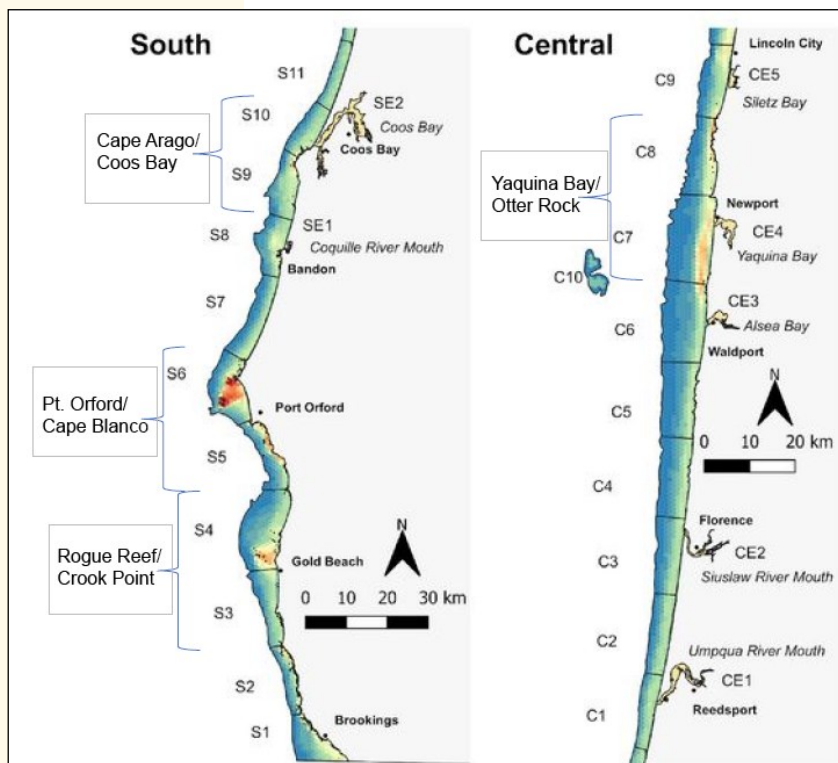 South
S11
S10
SE2
Coos Bay
Cape Arago/
Coos Bay
Coos Bay
S9
SE1
S8
Coquille River Mouth
Bandon
S7
S6
Pt. Orford/
Cape Blanco
Port Orford
S5
S4
N
Rogue Reef/
Crook Point
Gold Beach
S3
0 10 20 30 km
S2
Brookings
S1
Central
Lincoln City
C9
CE5
Siletz Bay
C8
Yaquina Bay/
Otter Rock
Newport
C7
CE4
Yaquina Bay
C10
CE3
C6
Alsea Bay
Waldport
N
C5
0 10 20 km
C4
Florence
CE2
C3
Siuslaw River Mouth
C2
Umpqua River Mouth
CE1
C1
Reedsport